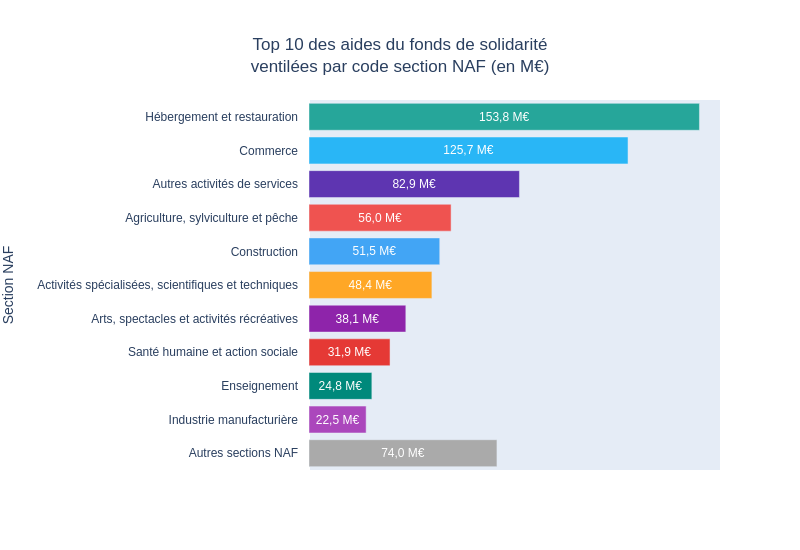 Top 10 des aides du fonds de solidarité
ventilées par code section NAF (en M€)
Section NAF
Hébergement et restauration 153,8 M€
Commerce 125,7 M€
Autres activités de services 82,9 M€
Agriculture, sylviculture et pêche 56,0 M€
Construction 51,5 M€
Activités spécialisées, scientifiques et techniques 48,4 M€
Arts, spectacles et activités récréatives 38,1 M€
Santé humaine et action sociale 31,9 M€
Enseignement 24,8 M€
Industrie manufacturière 22,5 M€
Autres sections NAF 74,0 M€